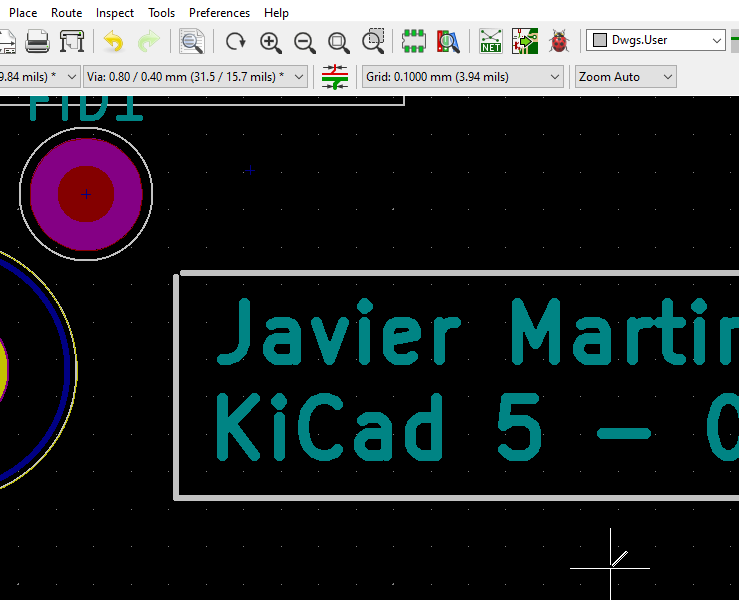 Place Route Inspect Tools Preferences Help
NET
Dwgs.User
9.84 mils) *
Via: 0.80 / 0.40 mm (31.5 / 15.7 mils) *
Grid: 0.1000 mm (3.94 mils)
Zoom Auto
FID1
Javier Martin
KiCad 5 - 0